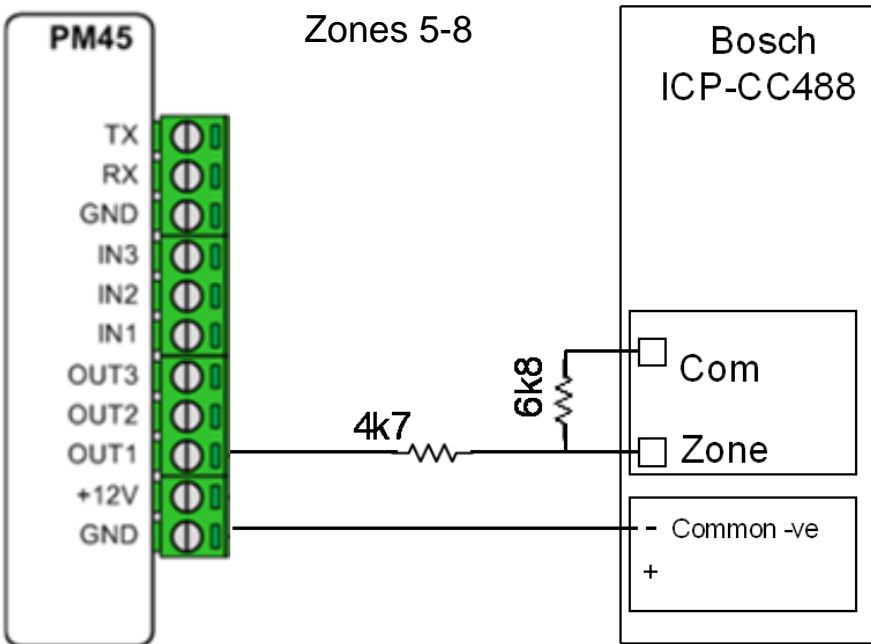 PM45
Zones 5-8
Bosch
ICP-CC488
TX
RX
GND
IN3
IN2
IN1
OUT3
OUT2
OUT1
+12V
GND
4k7
6k8
Com
Zone
- Common -ve
+